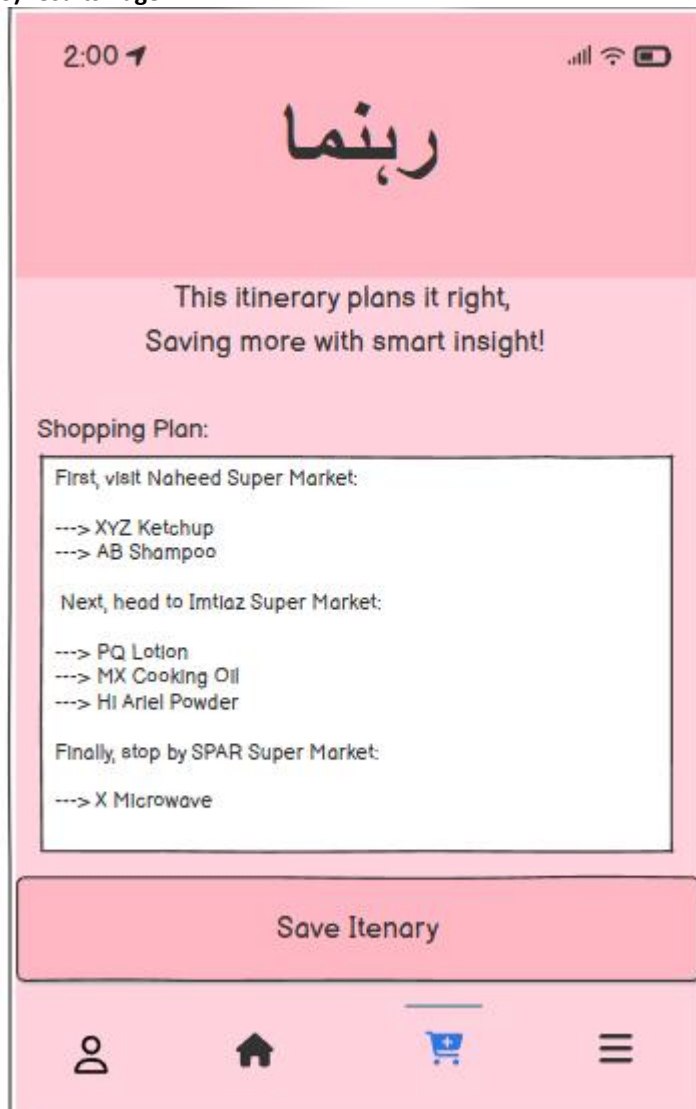 2:00
رہنما
This itinerary plans it right,
Saving more with smart insight!
Shopping Plan:
First, visit Naheed Super Market:
---> XYZ Ketchup
---> AB Shampoo
Next, head to Imtiaz Super Market:
---> PQ Lotion
---> MX Cooking Oil
---> Hi Ariel Powder
Finally, stop by SPAR Super Market:
---> X Microwave
Save Itenary